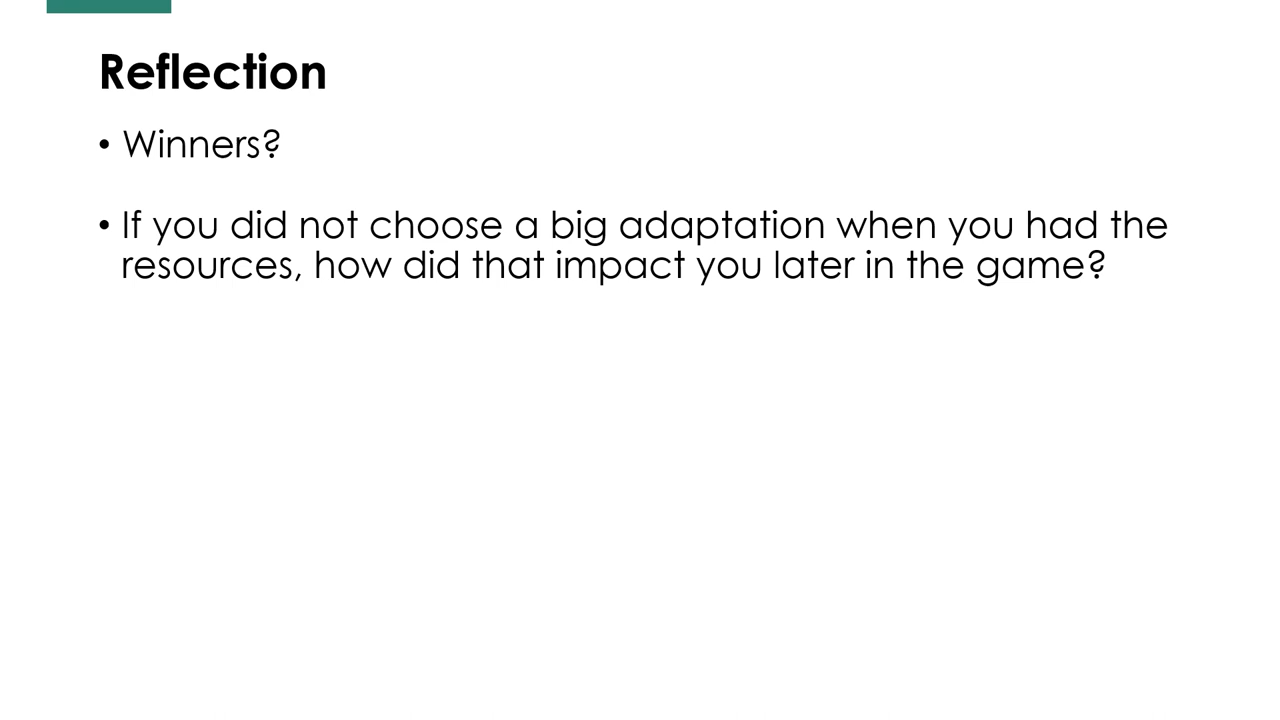 Reflection
• Winners?
• If you did not choose a big adaptation when you had the
resources, how did that impact you later in the game?